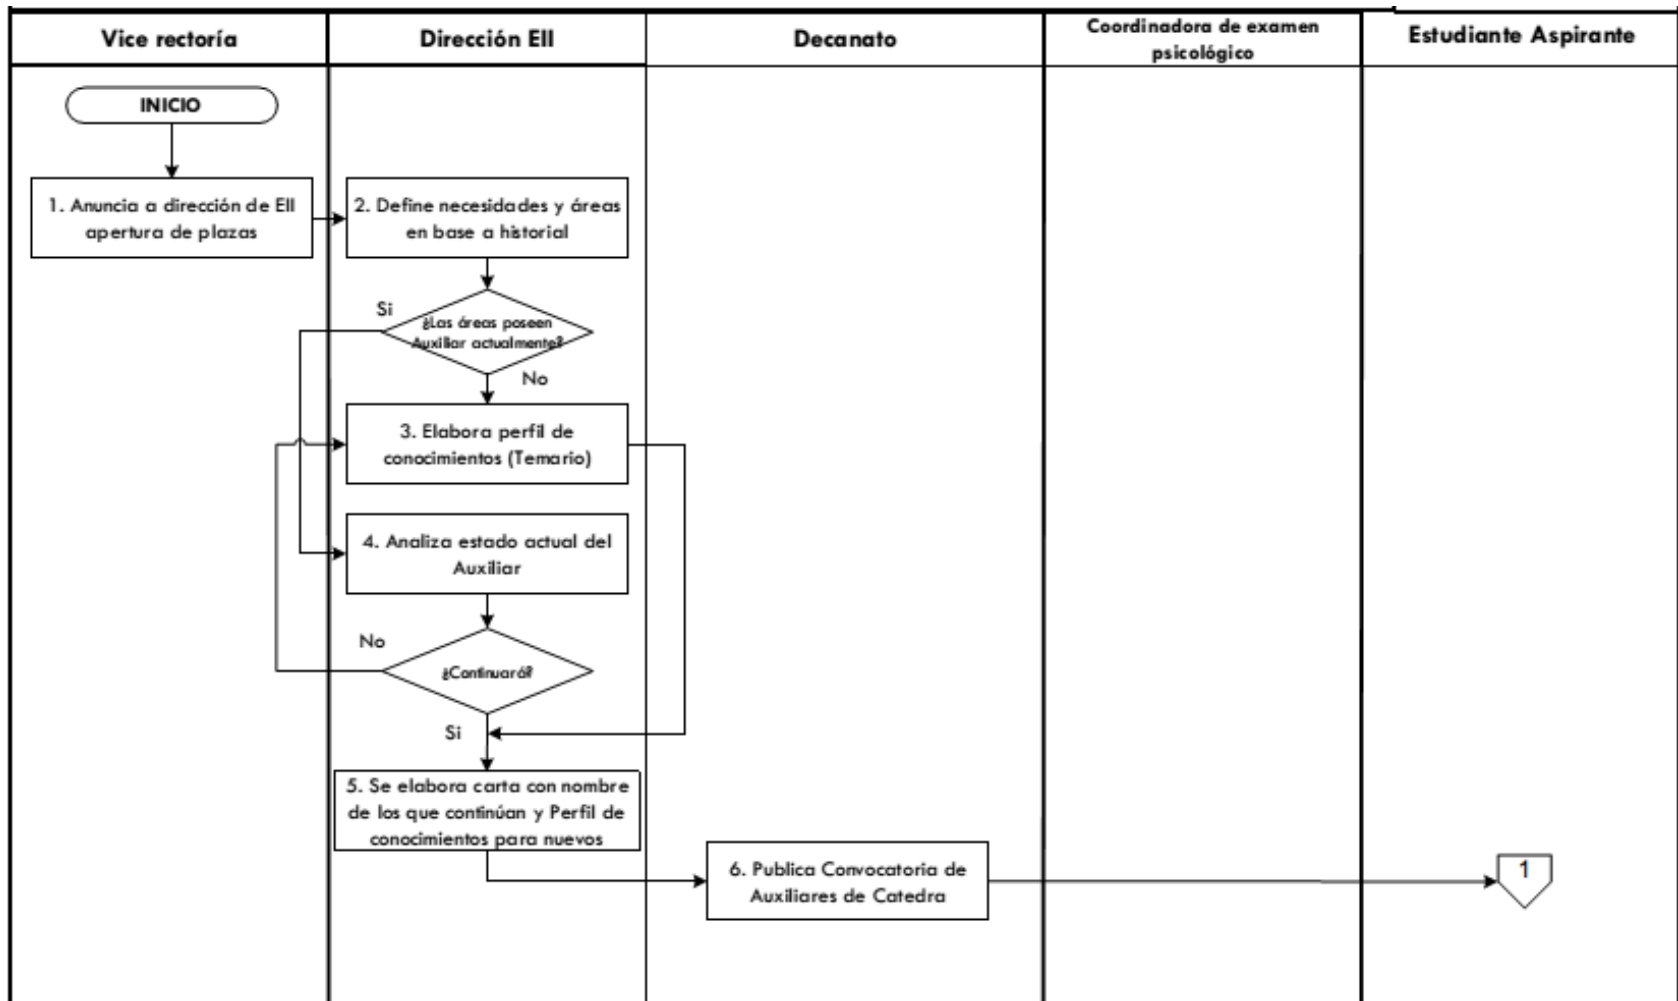 Vice rectoría
Dirección EII
Decanato
Coordinadora de examen
psicológico
Estudiante Aspirante
INICIO
1. Anuncia a dirección de EII
apertura de plazas
2. Define necesidades y áreas
en base a historial
Si
¿Las áreas poseen
Auxiliar actualmente?
No
3. Elabora perfil de
conocimientos (Temario)
4. Analiza estado actual del
Auxiliar
No
¿Continuará?
Si
5. Se elabora carta con nombre
de los que continúan y Perfil de
conocimientos para nuevos
6. Publica Convocatoria de
Auxiliares de Catedra
1